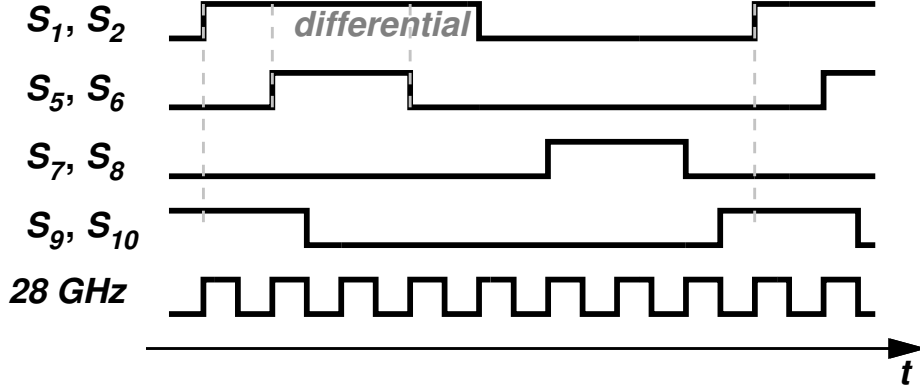 S1, S2 differential
S5, S6
S7, S8
S9, S10
28 GHz
t